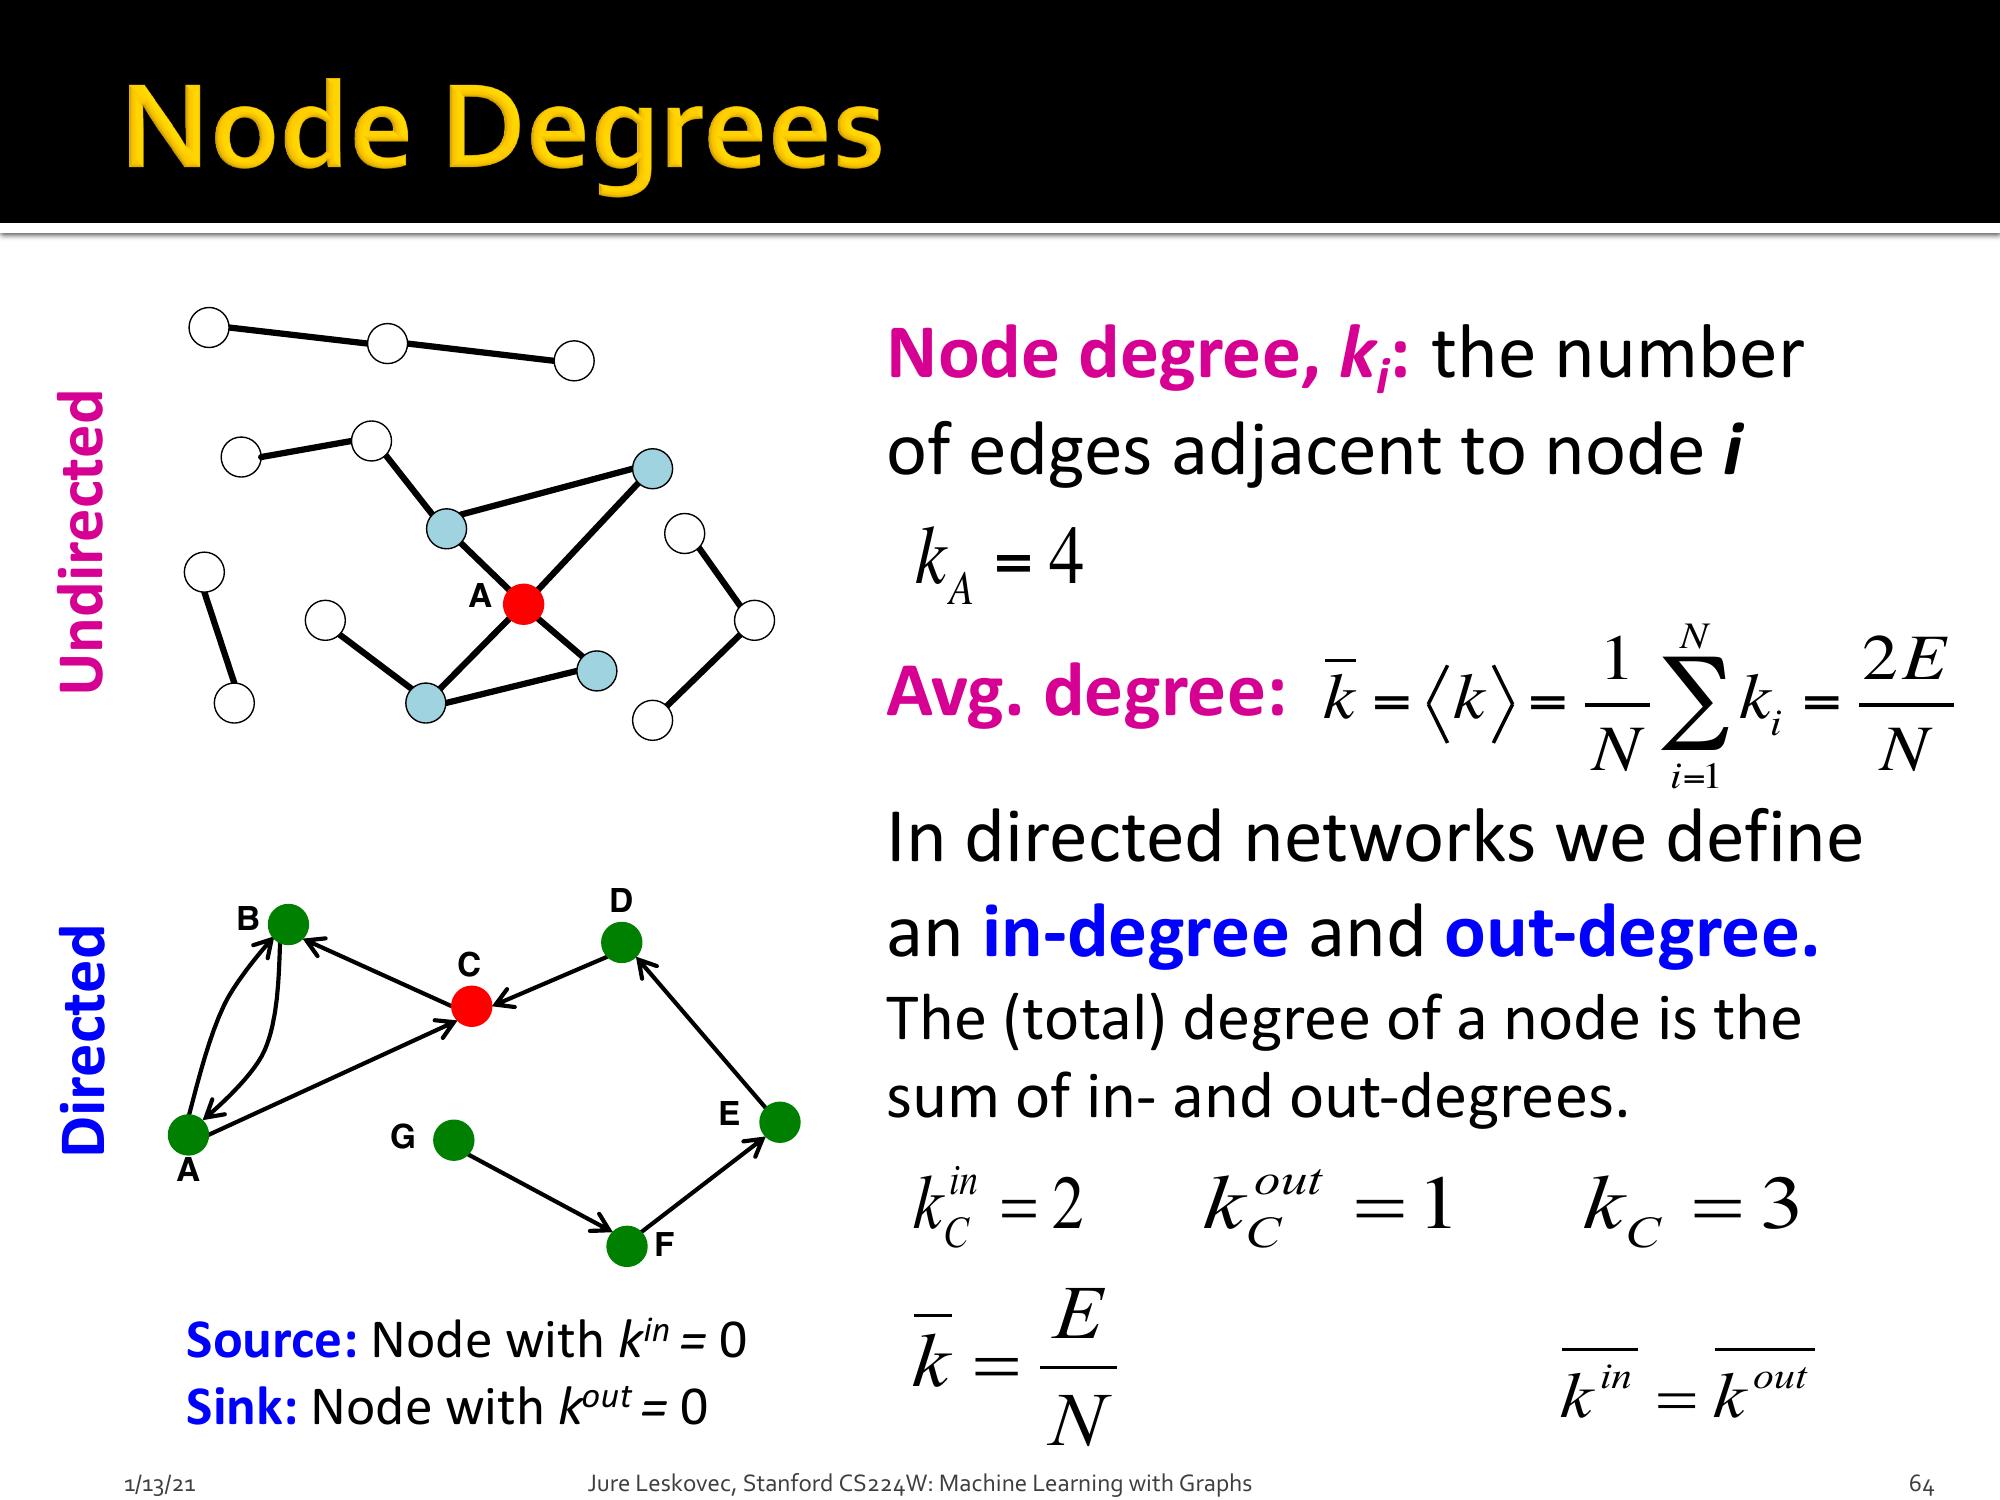 Node Degrees
Undirected
A
Node degree, k_i: the number
of edges adjacent to node i
k_A = 4
Avg. degree: \overline{k} = ⟨k⟩ = \frac{1}{N} \sum_{i=1}^{N} k_i = \frac{2E}{N}
Directed
B
D
C
G
E
A
F
Source: Node with k^{in} = 0
Sink: Node with k^{out} = 0
In directed networks we define
an in-degree and out-degree.
The (total) degree of a node is the
sum of in- and out-degrees.
k_C^{in} = 2 k_C^{out} = 1 k_C = 3
\overline{k} = \frac{E}{N} \overline{k^{in}} = \overline{k^{out}}
1/13/21 Jure Leskovec, Stanford CS224W: Machine Learning with Graphs 64